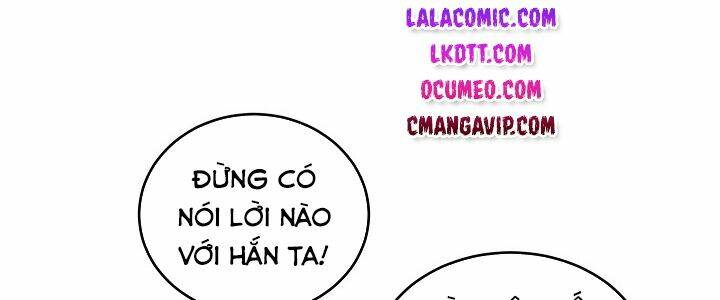 LALACOMIC.COM
LKDTT.COM
OCUMEO.COM
CMANGAVIP.COM
ĐỪNG CÓ
NÓI LỜI NÀO
VỚI HẮN TA!